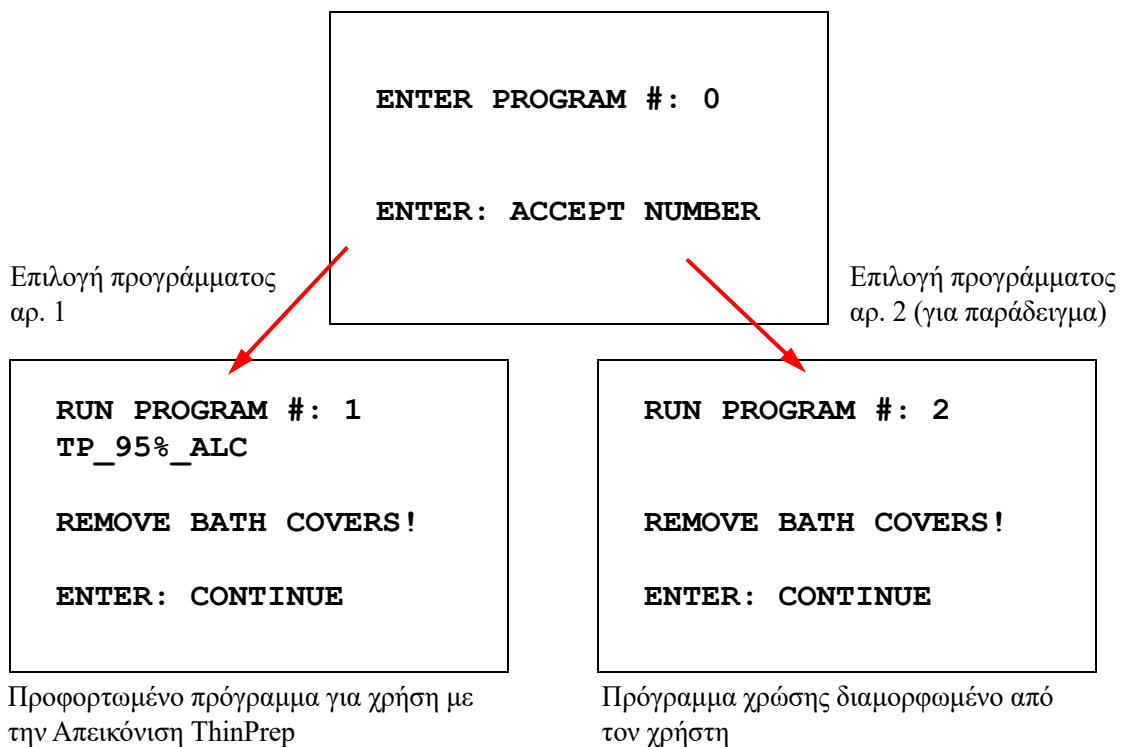 ENTER PROGRAM #: 0
ENTER: ACCEPT NUMBER
Επιλογή προγράμματος
αρ. 1
Επιλογή προγράμματος
αρ. 2 (για παράδειγμα)
RUN PROGRAM #: 1
TP_95%_ALC
REMOVE BATH COVERS!
ENTER: CONTINUE
RUN PROGRAM #: 2
REMOVE BATH COVERS!
ENTER: CONTINUE
Προφορτωμένο πρόγραμμα για χρήση με
την Απεικόνιση ThinPrep
Πρόγραμμα χρώσης διαμορφωμένο από
τον χρήστη